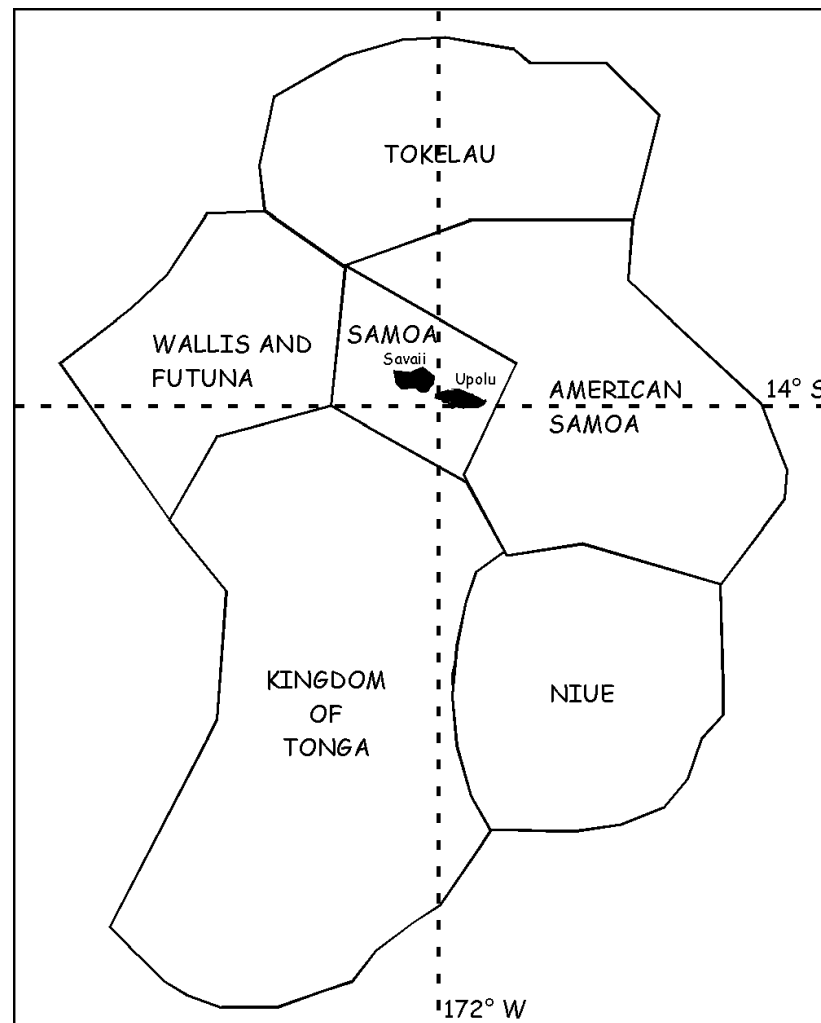 TOKELAU
SAMOA
Savaii
Upolu
WALLIS AND
FUTUNA
AMERICAN
SAMOA
14° S
KINGDOM
OF
TONGA
NIUE
172° W